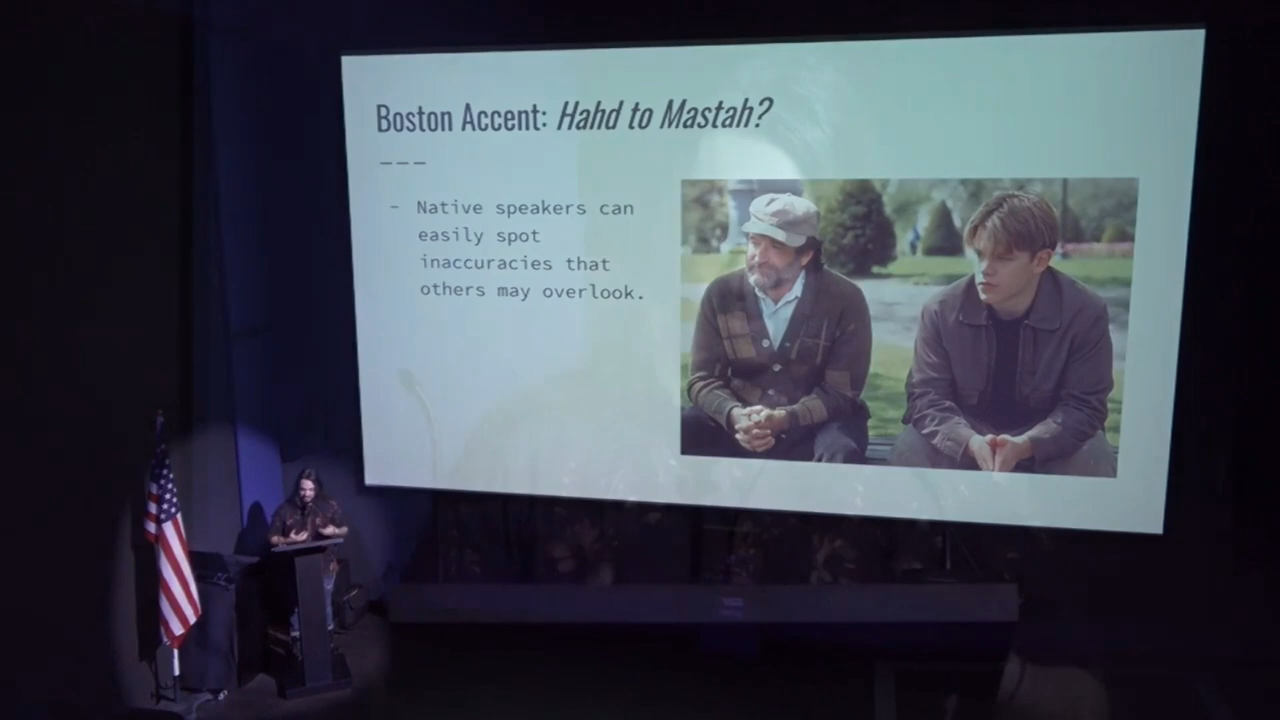 Boston Accent: Hahd to Mastah?
---
- Native speakers can
easily spot
inaccuracies that
others may overlook.